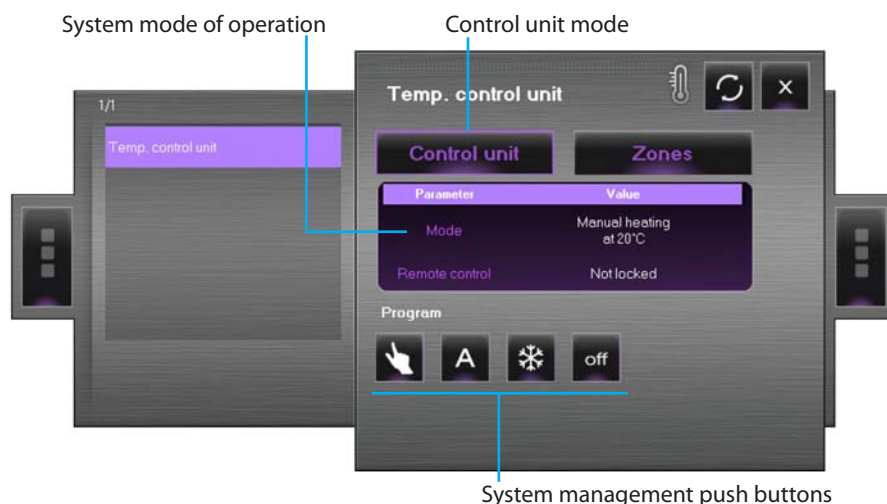 System mode of operation
Control unit mode
1/1
Temp. control unit
Temp. control unit
x
Control unit
Zones
Parameter
Value
Mode
Manual heating
at 20°C
Remote control
Not locked
Program
A
off
System management push buttons